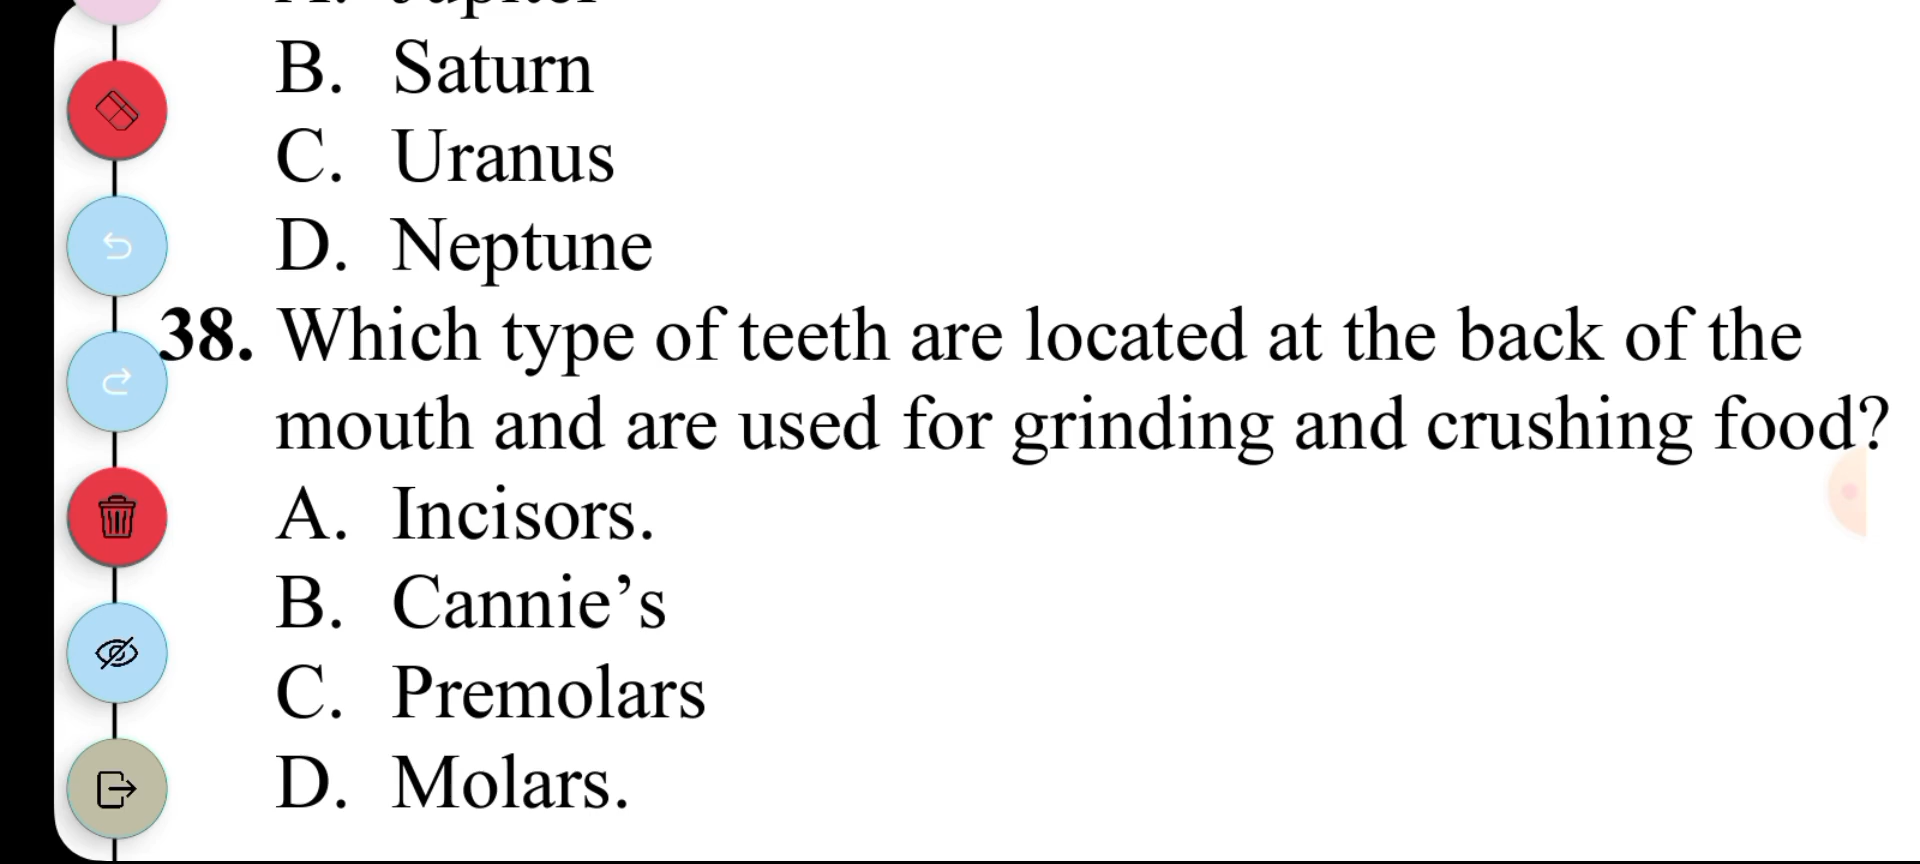 B. Saturn
C. Uranus
D. Neptune
38. Which type of teeth are located at the back of the
mouth and are used for grinding and crushing food?
A. Incisors.
B. Cannie’s
C. Premolars
D. Molars.